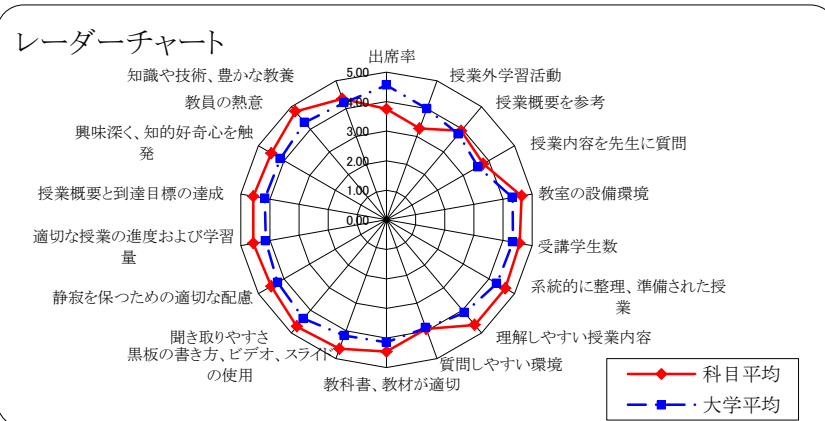 レーダーチャート
出席率
授業外学習活動
授業概要を参考
授業内容を先生に質問
教室の設備環境
受講学生数
系統的に整理、準備された授
業
理解しやすい授業内容
質問しやすい環境
教科書、教材が適切
黒板の書き方、ビデオ、スライド
の使用
聞き取りやすさ
静寂を保つための適切な配慮
適切な授業の進度および学習
量
授業概要と到達目標の達成
興味深く、知的好奇心を触
発
教員の熱意
知識や技術、豊かな教養
5.00
4.00
3.00
2.00
1.00
0.00
科目平均
大学平均